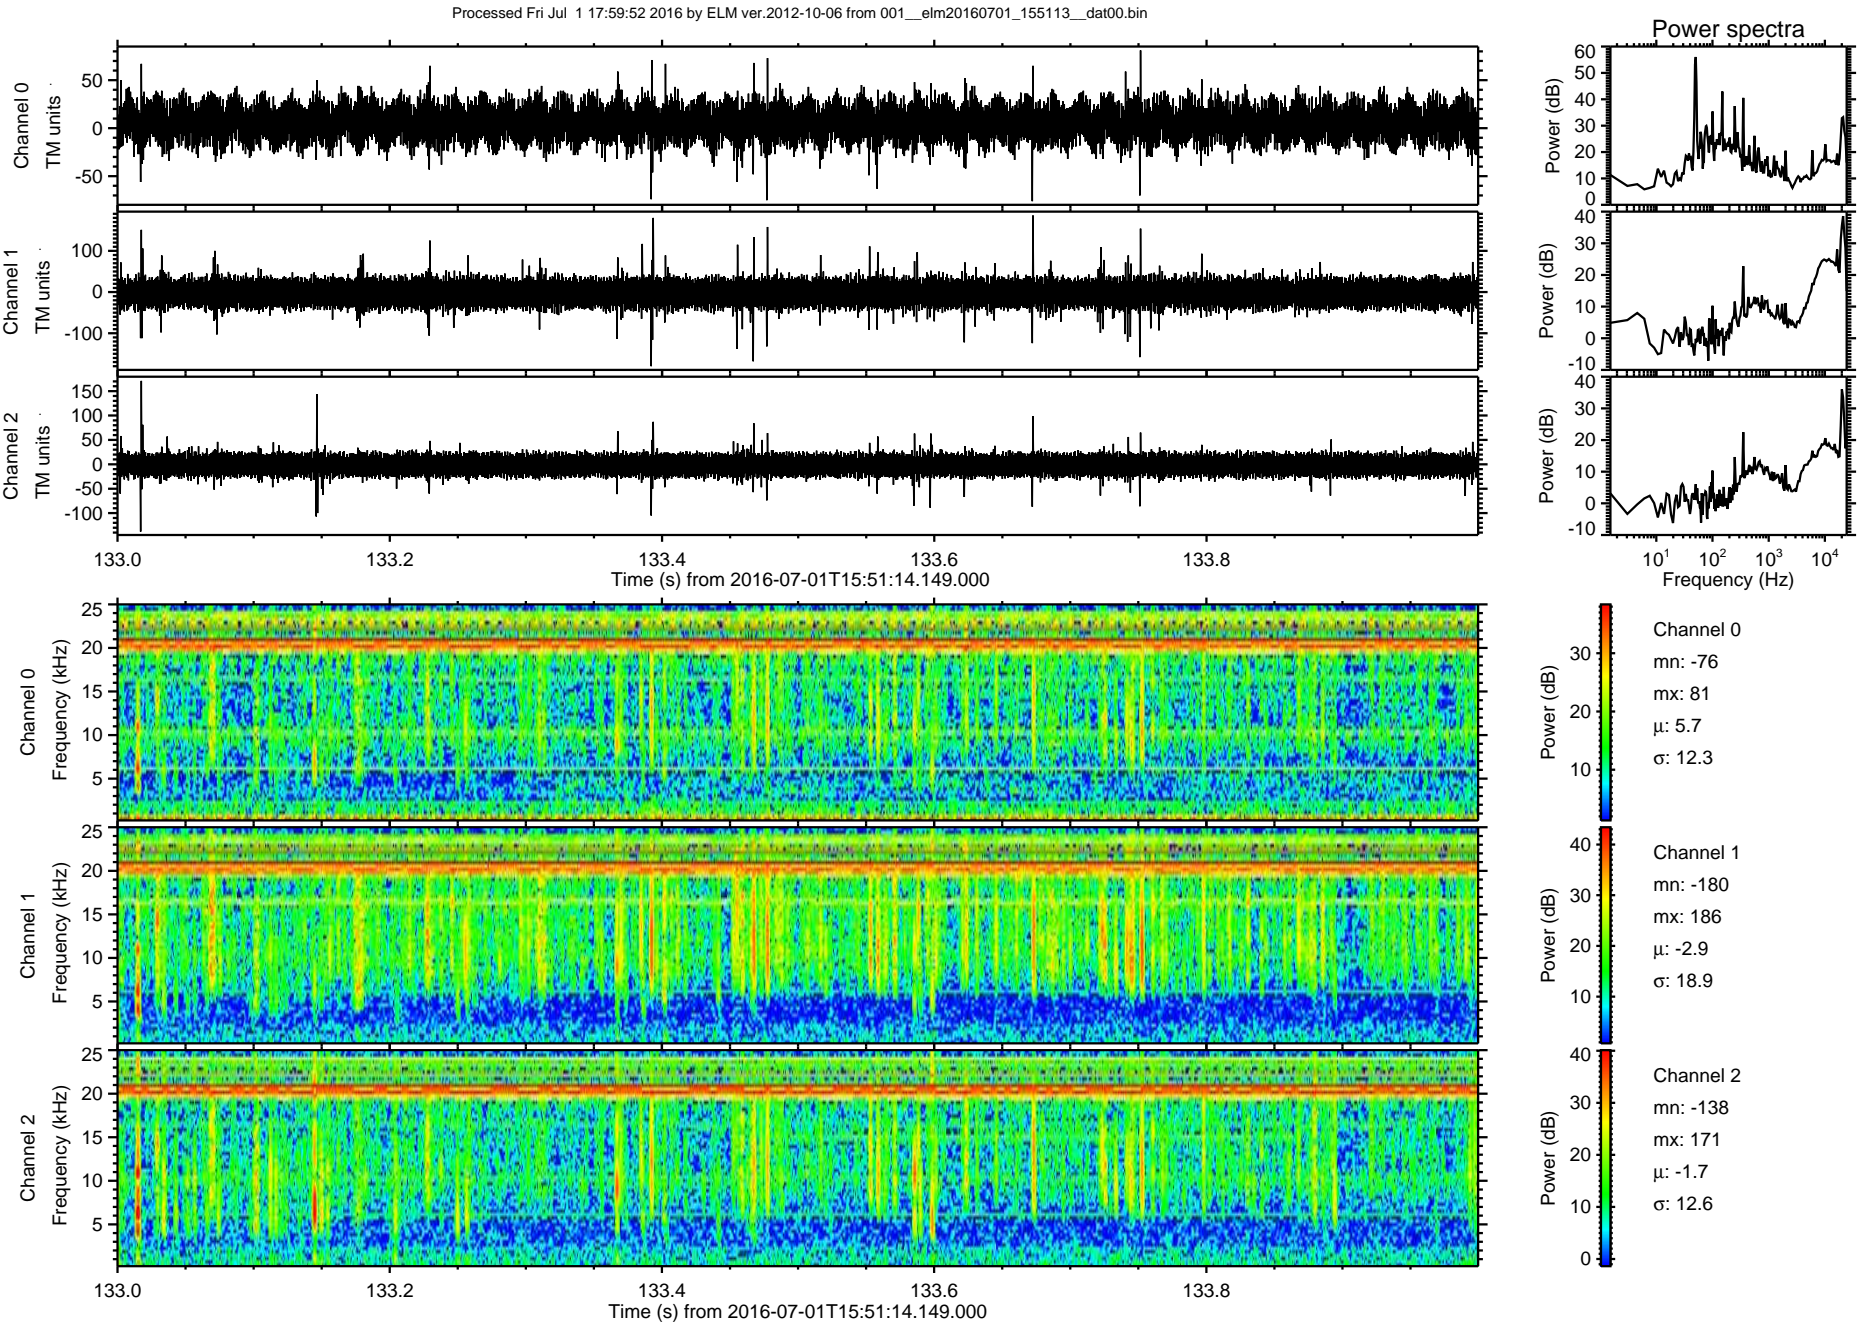 Processed Fri Jul 1 17:59:52 2016 by ELM ver.2012-10-06 from 001__elm20160701_155113__dat00.bin
Power spectra
Channel 0
TM units
50
0
-50
Power (dB)
60
50
40
30
20
10
0
Channel 1
TM units
100
0
-100
Power (dB)
40
30
20
10
0
-10
Channel 2
TM units
150
100
50
0
-50
-100
Power (dB)
40
30
20
10
0
-10
133.0 133.2 133.4 133.6 133.8
Time (s) from 2016-07-01T15:51:14.149.000
10^1 10^2 10^3 10^4
Frequency (Hz)
Channel 0
Frequency (kHz)
25
20
15
10
5
Power (dB)
30
20
10
Channel 0
mn: -76
mx: 81
μ: 5.7
σ: 12.3
Channel 1
Frequency (kHz)
25
20
15
10
5
Power (dB)
40
30
20
10
Channel 1
mn: -180
mx: 186
μ: -2.9
σ: 18.9
Channel 2
Frequency (kHz)
25
20
15
10
5
Power (dB)
40
30
20
10
0
Channel 2
mn: -138
mx: 171
μ: -1.7
σ: 12.6
133.0 133.2 133.4 133.6 133.8
Time (s) from 2016-07-01T15:51:14.149.000